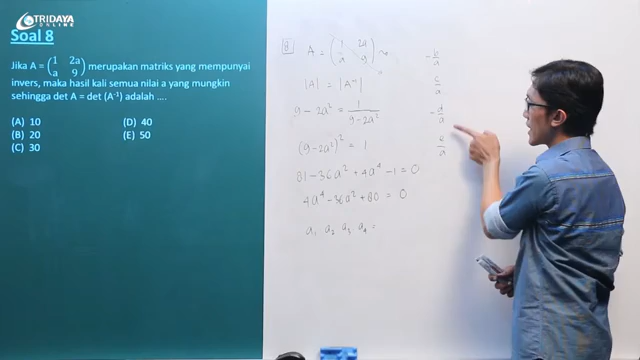 TRIDAYA
ONLINE
Soal 8
Jika A = (1 2a
a 9) merupakan matriks yang mempunyai
invers, maka hasil kali semua nilai a yang mungkin
sehingga det A = det (A⁻¹) adalah ....
(A) 10 (D) 40
(B) 20 (E) 50
(C) 30
8. A = (1 2a
a 9)
|A| = |A⁻¹|
9 - 2a² = 1/(9-2a²)
(9-2a²)² = 1
81 - 36a² + 4a⁴ - 1 = 0
4a⁴ - 36a² + 80 = 0
a₁ a₂ a₃ a₄ =
-b/a
c/a
-d/a
e/a